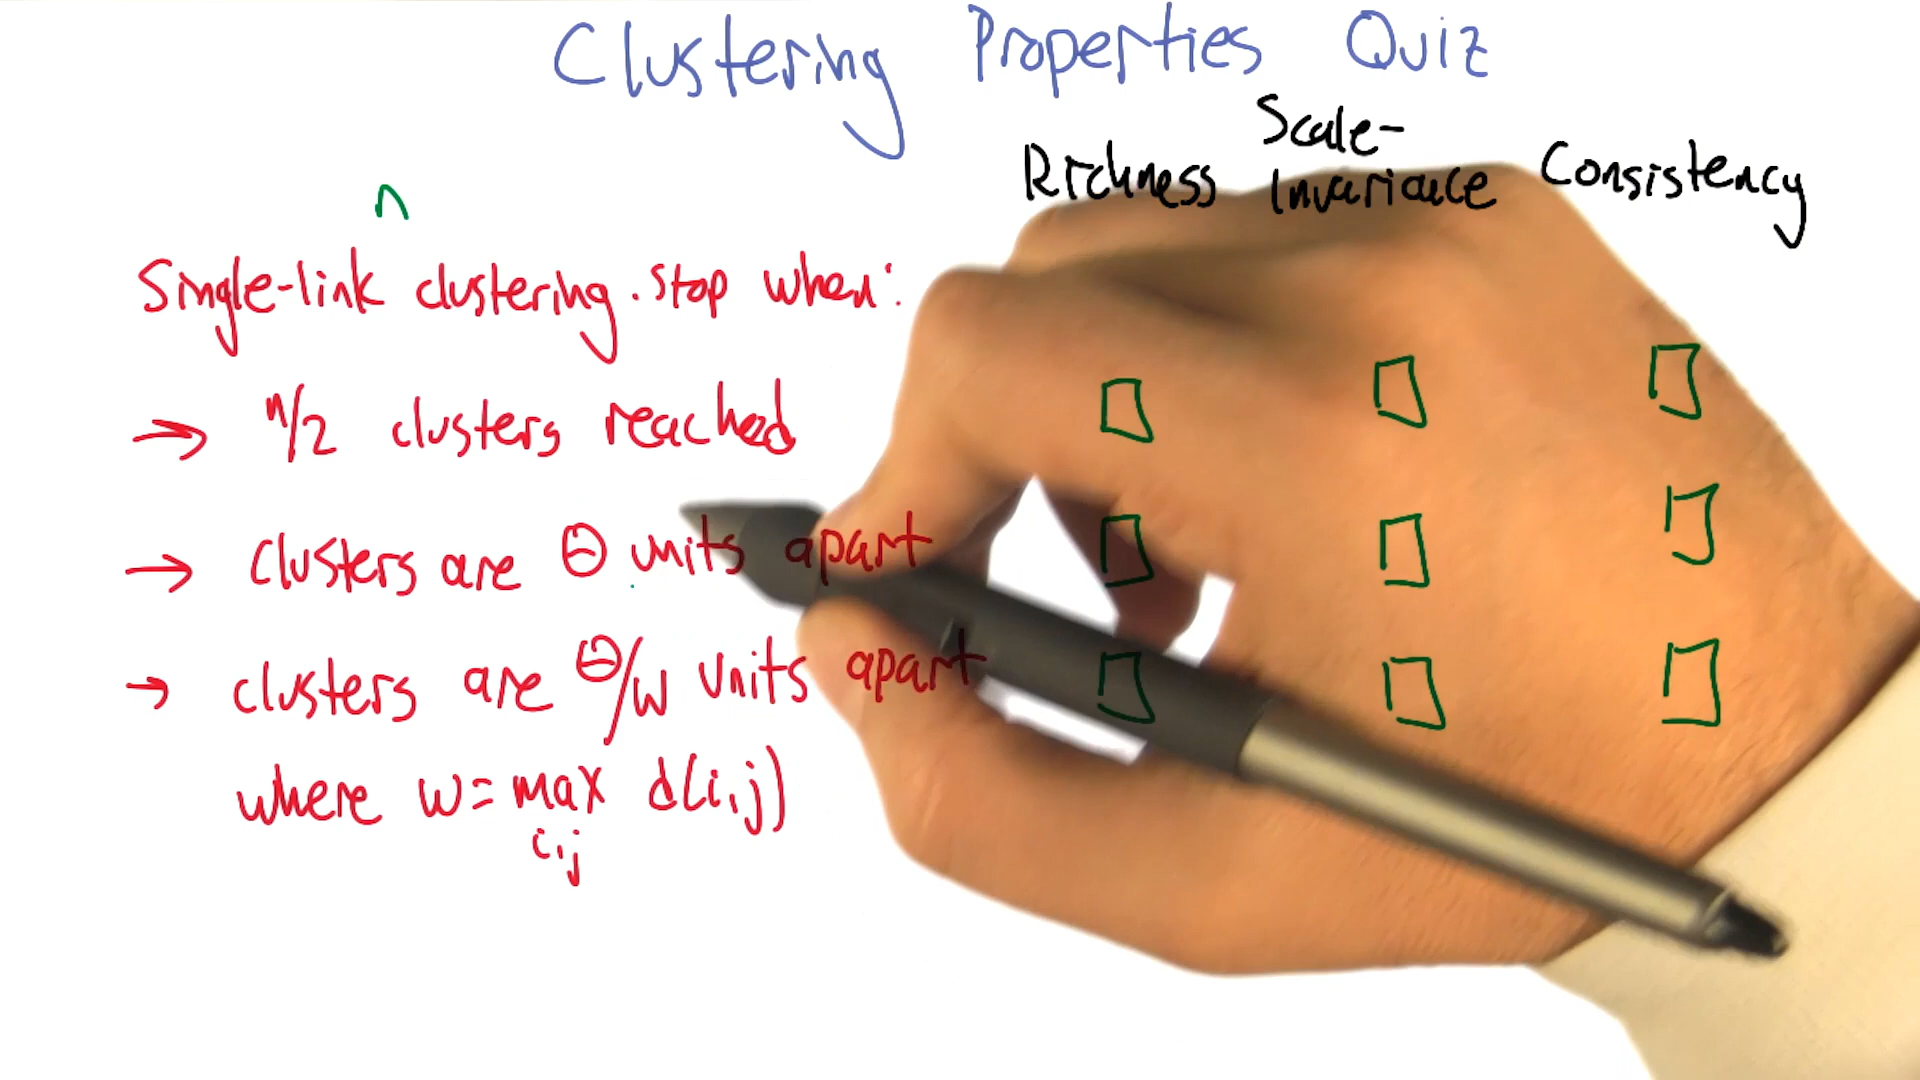 Clustering Properties Quiz
Richness Scale-Invariance Consistency
n
Single-link clustering. stop when:
→ n/2 clusters reached
→ clusters are Θ units apart
→ clusters are Θ/W units apart
where W = max d(i,j)
i,j